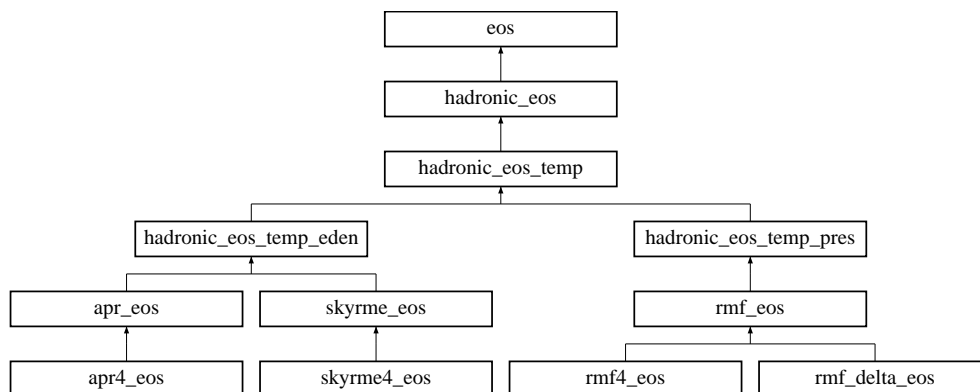 eos
hadronic_eos
hadronic_eos_temp
hadronic_eos_temp_eden
hadronic_eos_temp_pres
apr_eos
skyrme_eos
rmf_eos
apr4_eos
skyrme4_eos
rmf4_eos
rmf_delta_eos